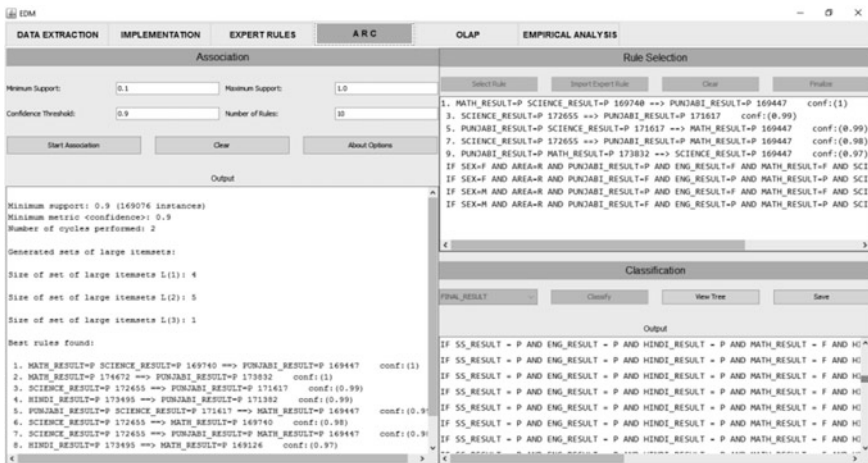 EDM
DATA EXTRACTION IMPLEMENTATION EXPERT RULES A R C OLAP EMPIRICAL ANALYSIS
Association
Minimum Support: 0.1 Maximum Support: 1.0
Confidence Threshold: 0.9 Number of Rules: 10
Start Association Clear About Options
Output
Minimum support: 0.9 (169076 instances)
Minimum metric <confidence>: 0.9
Number of cycles performed: 2
Generated sets of large itemsets:
Size of set of large itemsets L(1): 4
Size of set of large itemsets L(2): 5
Size of set of large itemsets L(3): 1
Best rules found:
1. MATH_RESULT=P SCIENCE_RESULT=P 169740 ==> PUNJABI_RESULT=P 169447 conf:(1)
2. MATH_RESULT=P 174672 ==> PUNJABI_RESULT=P 173832 conf:(1)
3. SCIENCE_RESULT=P 172655 ==> PUNJABI_RESULT=P 171617 conf:(0.99)
4. HINDI_RESULT=P 173495 ==> PUNJABI_RESULT=P 171382 conf:(0.99)
5. PUNJABI_RESULT=P SCIENCE_RESULT=P 171617 ==> MATH_RESULT=P 169447 conf:(0.9
6. SCIENCE_RESULT=P 172655 ==> MATH_RESULT=P 169740 conf:(0.98)
7. SCIENCE_RESULT=P 172655 ==> PUNJABI_RESULT=P MATH_RESULT=P 169447 conf:(0.9
8. HINDI_RESULT=P 173495 ==> MATH_RESULT=P 169126 conf:(0.97)
Rule Selection
Select Rule Import Expert Rule Clear Finalize
1. MATH_RESULT=P SCIENCE_RESULT=P 169740 ==> PUNJABI_RESULT=P 169447 conf:(1)
3. SCIENCE_RESULT=P 172655 ==> PUNJABI_RESULT=P 171617 conf:(0.99)
5. PUNJABI_RESULT=P SCIENCE_RESULT=P 171617 ==> MATH_RESULT=P 169447 conf:(0.99)
7. SCIENCE_RESULT=P 172655 ==> PUNJABI_RESULT=P MATH_RESULT=P 169447 conf:(0.98)
9. PUNJABI_RESULT=P MATH_RESULT=P 173832 ==> SCIENCE_RESULT=P 169447 conf:(0.97)
IF SEX=F AND AREA=R AND PUNJABI_RESULT=P AND ENG_RESULT=F AND MATH_RESULT=F AND SCI
IF SEX=F AND AREA=R AND PUNJABI_RESULT=F AND ENG_RESULT=F AND MATH_RESULT=P AND SCI
IF SEX=M AND AREA=R AND PUNJABI_RESULT=F AND ENG_RESULT=P AND MATH_RESULT=F AND SCI
IF SEX=M AND AREA=R AND PUNJABI_RESULT=F AND ENG_RESULT=P AND MATH_RESULT=P AND SCI
Classification
FINAL_RESULT Classify View Tree Save
Output
IF SS_RESULT = P AND ENG_RESULT = P AND HINDI_RESULT = P AND MATH_RESULT = F AND HI
IF SS_RESULT = P AND ENG_RESULT = P AND HINDI_RESULT = P AND MATH_RESULT = F AND HI
IF SS_RESULT = P AND ENG_RESULT = P AND HINDI_RESULT = P AND MATH_RESULT = F AND HI
IF SS_RESULT = P AND ENG_RESULT = P AND HINDI_RESULT = P AND MATH_RESULT = F AND HI
IF SS_RESULT = P AND ENG_RESULT = P AND HINDI_RESULT = P AND MATH_RESULT = F AND HI
IF SS_RESULT = P AND ENG_RESULT = P AND HINDI_RESULT = P AND MATH_RESULT = F AND HI
IF SS_RESULT = P AND ENG_RESULT = P AND HINDI_RESULT = P AND MATH_RESULT = F AND HI